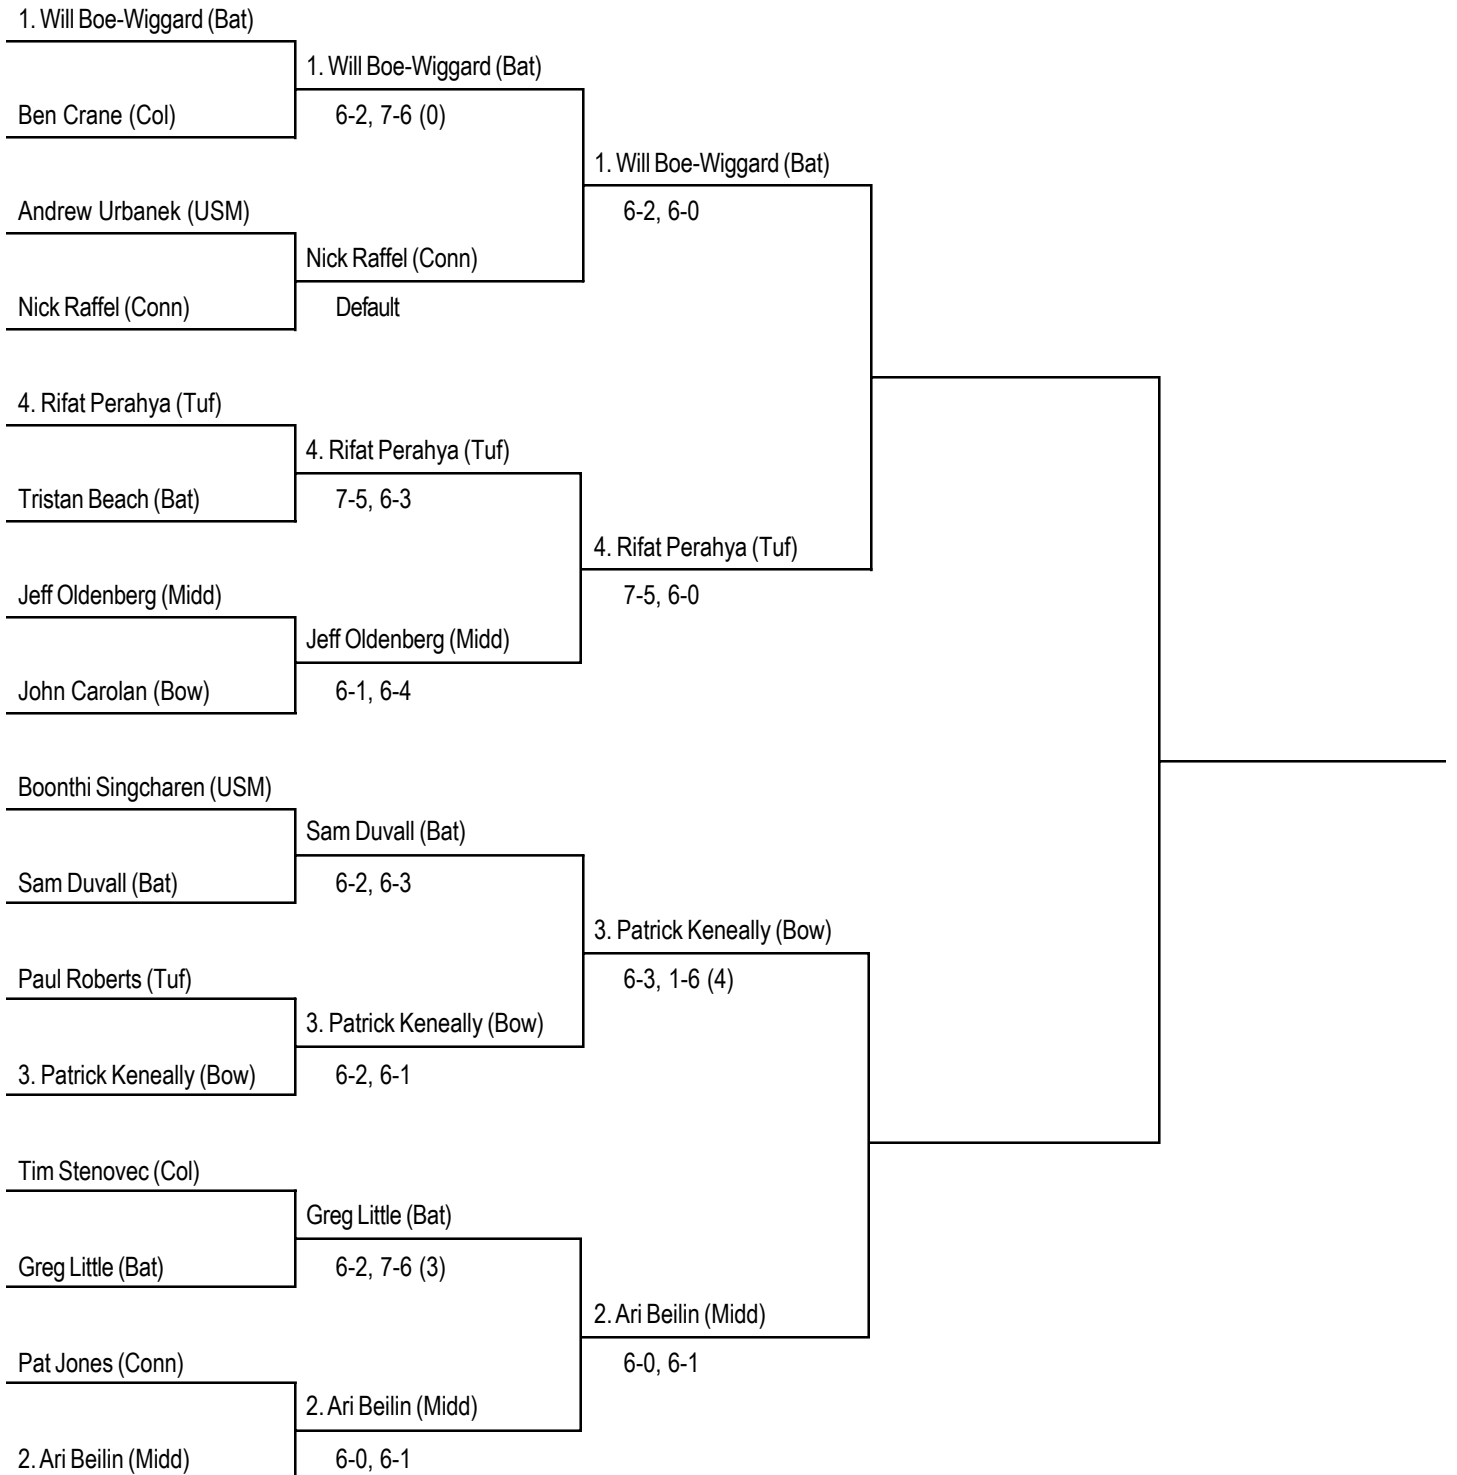 1. Will Boe-Wiggard (Bat)
1. Will Boe-Wiggard (Bat)
Ben Crane (Col)
6-2, 7-6 (0)
1. Will Boe-Wiggard (Bat)
Andrew Urbanek (USM)
6-2, 6-0
Nick Raffel (Conn)
Nick Raffel (Conn)
Default
4. Rifat Perahya (Tuf)
4. Rifat Perahya (Tuf)
Tristan Beach (Bat)
7-5, 6-3
4. Rifat Perahya (Tuf)
Jeff Oldenberg (Midd)
7-5, 6-0
Jeff Oldenberg (Midd)
John Carolan (Bow)
6-1, 6-4
Boonthi Singcharen (USM)
Sam Duvall (Bat)
Sam Duvall (Bat)
6-2, 6-3
3. Patrick Keneally (Bow)
Paul Roberts (Tuf)
6-3, 1-6 (4)
3. Patrick Keneally (Bow)
3. Patrick Keneally (Bow)
6-2, 6-1
Tim Stenovec (Col)
Greg Little (Bat)
Greg Little (Bat)
6-2, 7-6 (3)
2. Ari Beilin (Midd)
Pat Jones (Conn)
6-0, 6-1
2. Ari Beilin (Midd)
2. Ari Beilin (Midd)
6-0, 6-1